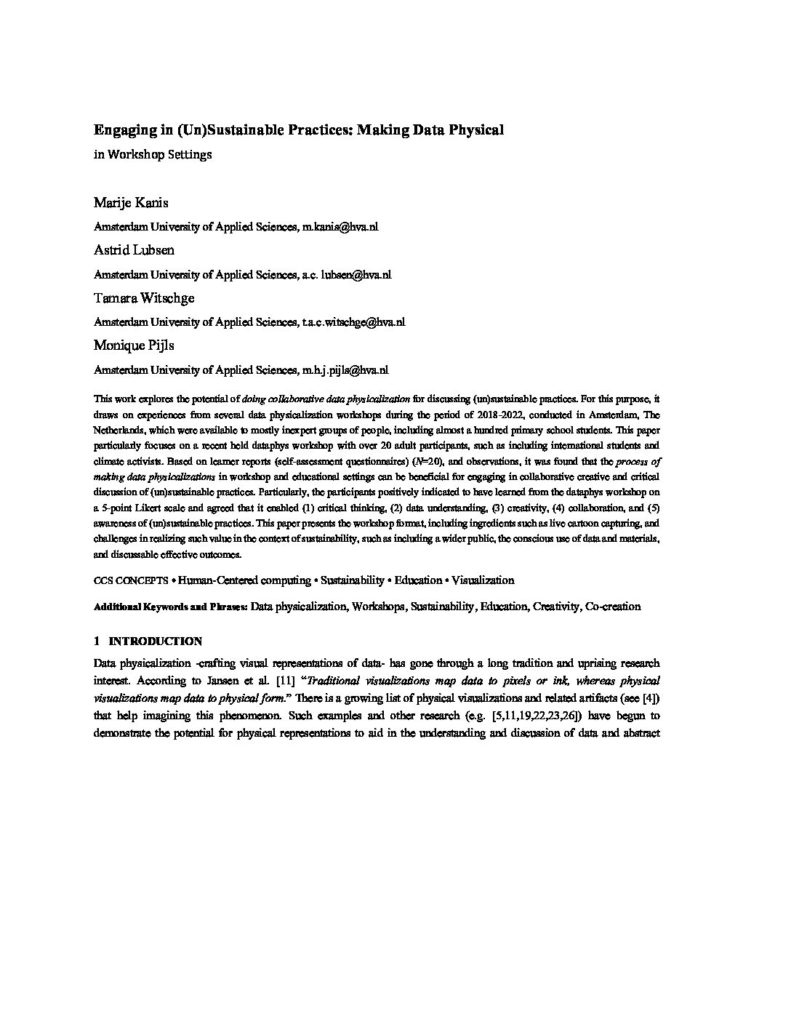 Engaging in (Un)Sustainable Practices: Making Data Physical
in Workshop Settings
Marije Kanis
Amsterdam University of Applied Sciences, m.kanis@hva.nl
Astrid Lubsen
Amsterdam University of Applied Sciences, a.c. lubsen@hva.nl
Tamara Witschge
Amsterdam University of Applied Sciences, t.a.c.witschge@hva.nl
Monique Pijls
Amsterdam University of Applied Sciences, m.h.j.pijls@hva.nl
This work explores the potential of doing collaborative data physicalization for discussing (un)sustainable practices. For this purpose, it
draws on experiences from several data physicalization workshops during the period of 2018-2022, conducted in Amsterdam, The
Netherlands, which were available to mostly inexpert groups of people, including almost a hundred primary school students. This paper
particularly focuses on a recent held dataphys workshop with over 20 adult participants, such as including international students and
climate activists. Based on learner reports (self-assessment questionnaires) (N=20), and observations, it was found that the process of
making data physicalizations in workshop and educational settings can be beneficial for engaging in collaborative creative and critical
discussion of (un)sustainable practices. Particularly, the participants positively indicated to have learned from the dataphys workshop on
a 5-point Likert scale and agreed that it enabled (1) critical thinking, (2) data understanding, (3) creativity, (4) collaboration, and (5)
awareness of (un)sustainable practices. This paper presents the workshop format, including ingredients such as live cartoon capturing, and
challenges in realizing such value in the context of sustainability, such as including a wider public, the conscious use of data and materials,
and discussable effective outcomes.
CCS CONCEPTS • Human-Centered computing • Sustainability • Education • Visualization
Additional Keywords and Phrases: Data physicalization, Workshops, Sustainability, Education, Creativity, Co-creation
1 INTRODUCTION
Data physicalization -crafting visual representations of data- has gone through a long tradition and uprising research
interest. According to Jansen et al. [11] “Traditional visualizations map data to pixels or ink, whereas physical
visualizations map data to physical form.” There is a growing list of physical visualizations and related artifacts (see [4])
that help imagining this phenomenon. Such examples and other research (e.g. [5,11,19,22,23,26]) have begun to
demonstrate the potential for physical representations to aid in the understanding and discussion of data and abstract